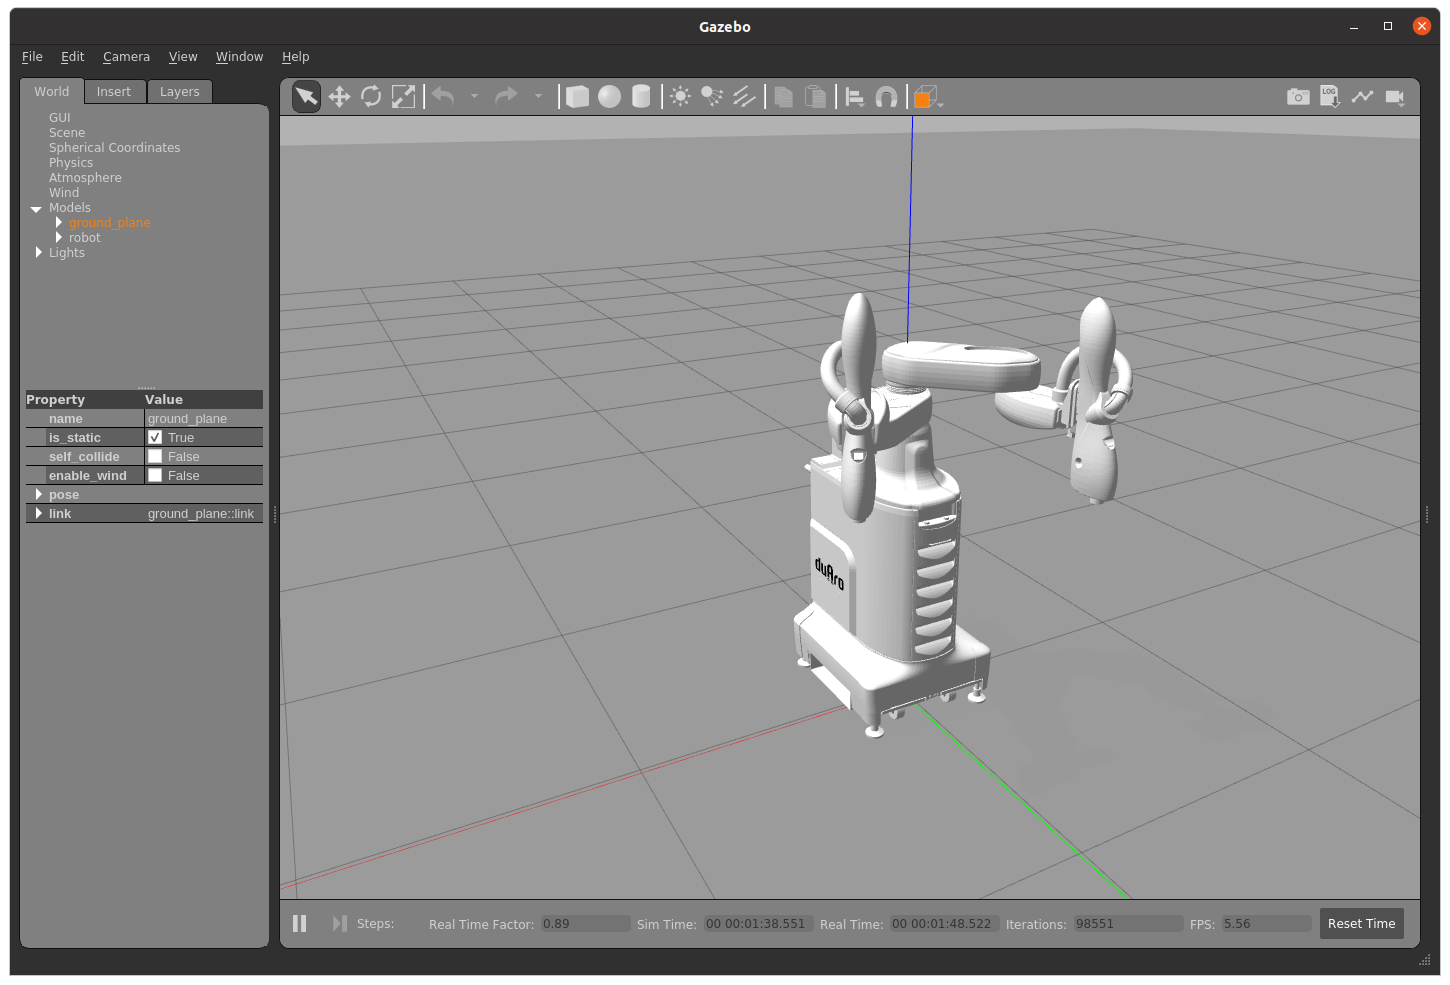 Gazebo
File Edit Camera View Window Help
World Insert Layers
GUI
Scene
Spherical Coordinates
Physics
Atmosphere
Wind
Models
ground_plane
robot
Lights
Property Value
name ground_plane
is_static True
self_collide False
enable_wind False
pose
link ground_plane::link
LOG
duAro
Steps: Real Time Factor: 0.89 Sim Time: 00 00:01:38.551 Real Time: 00 00:01:48.522 Iterations: 98551 FPS: 5.56 Reset Time